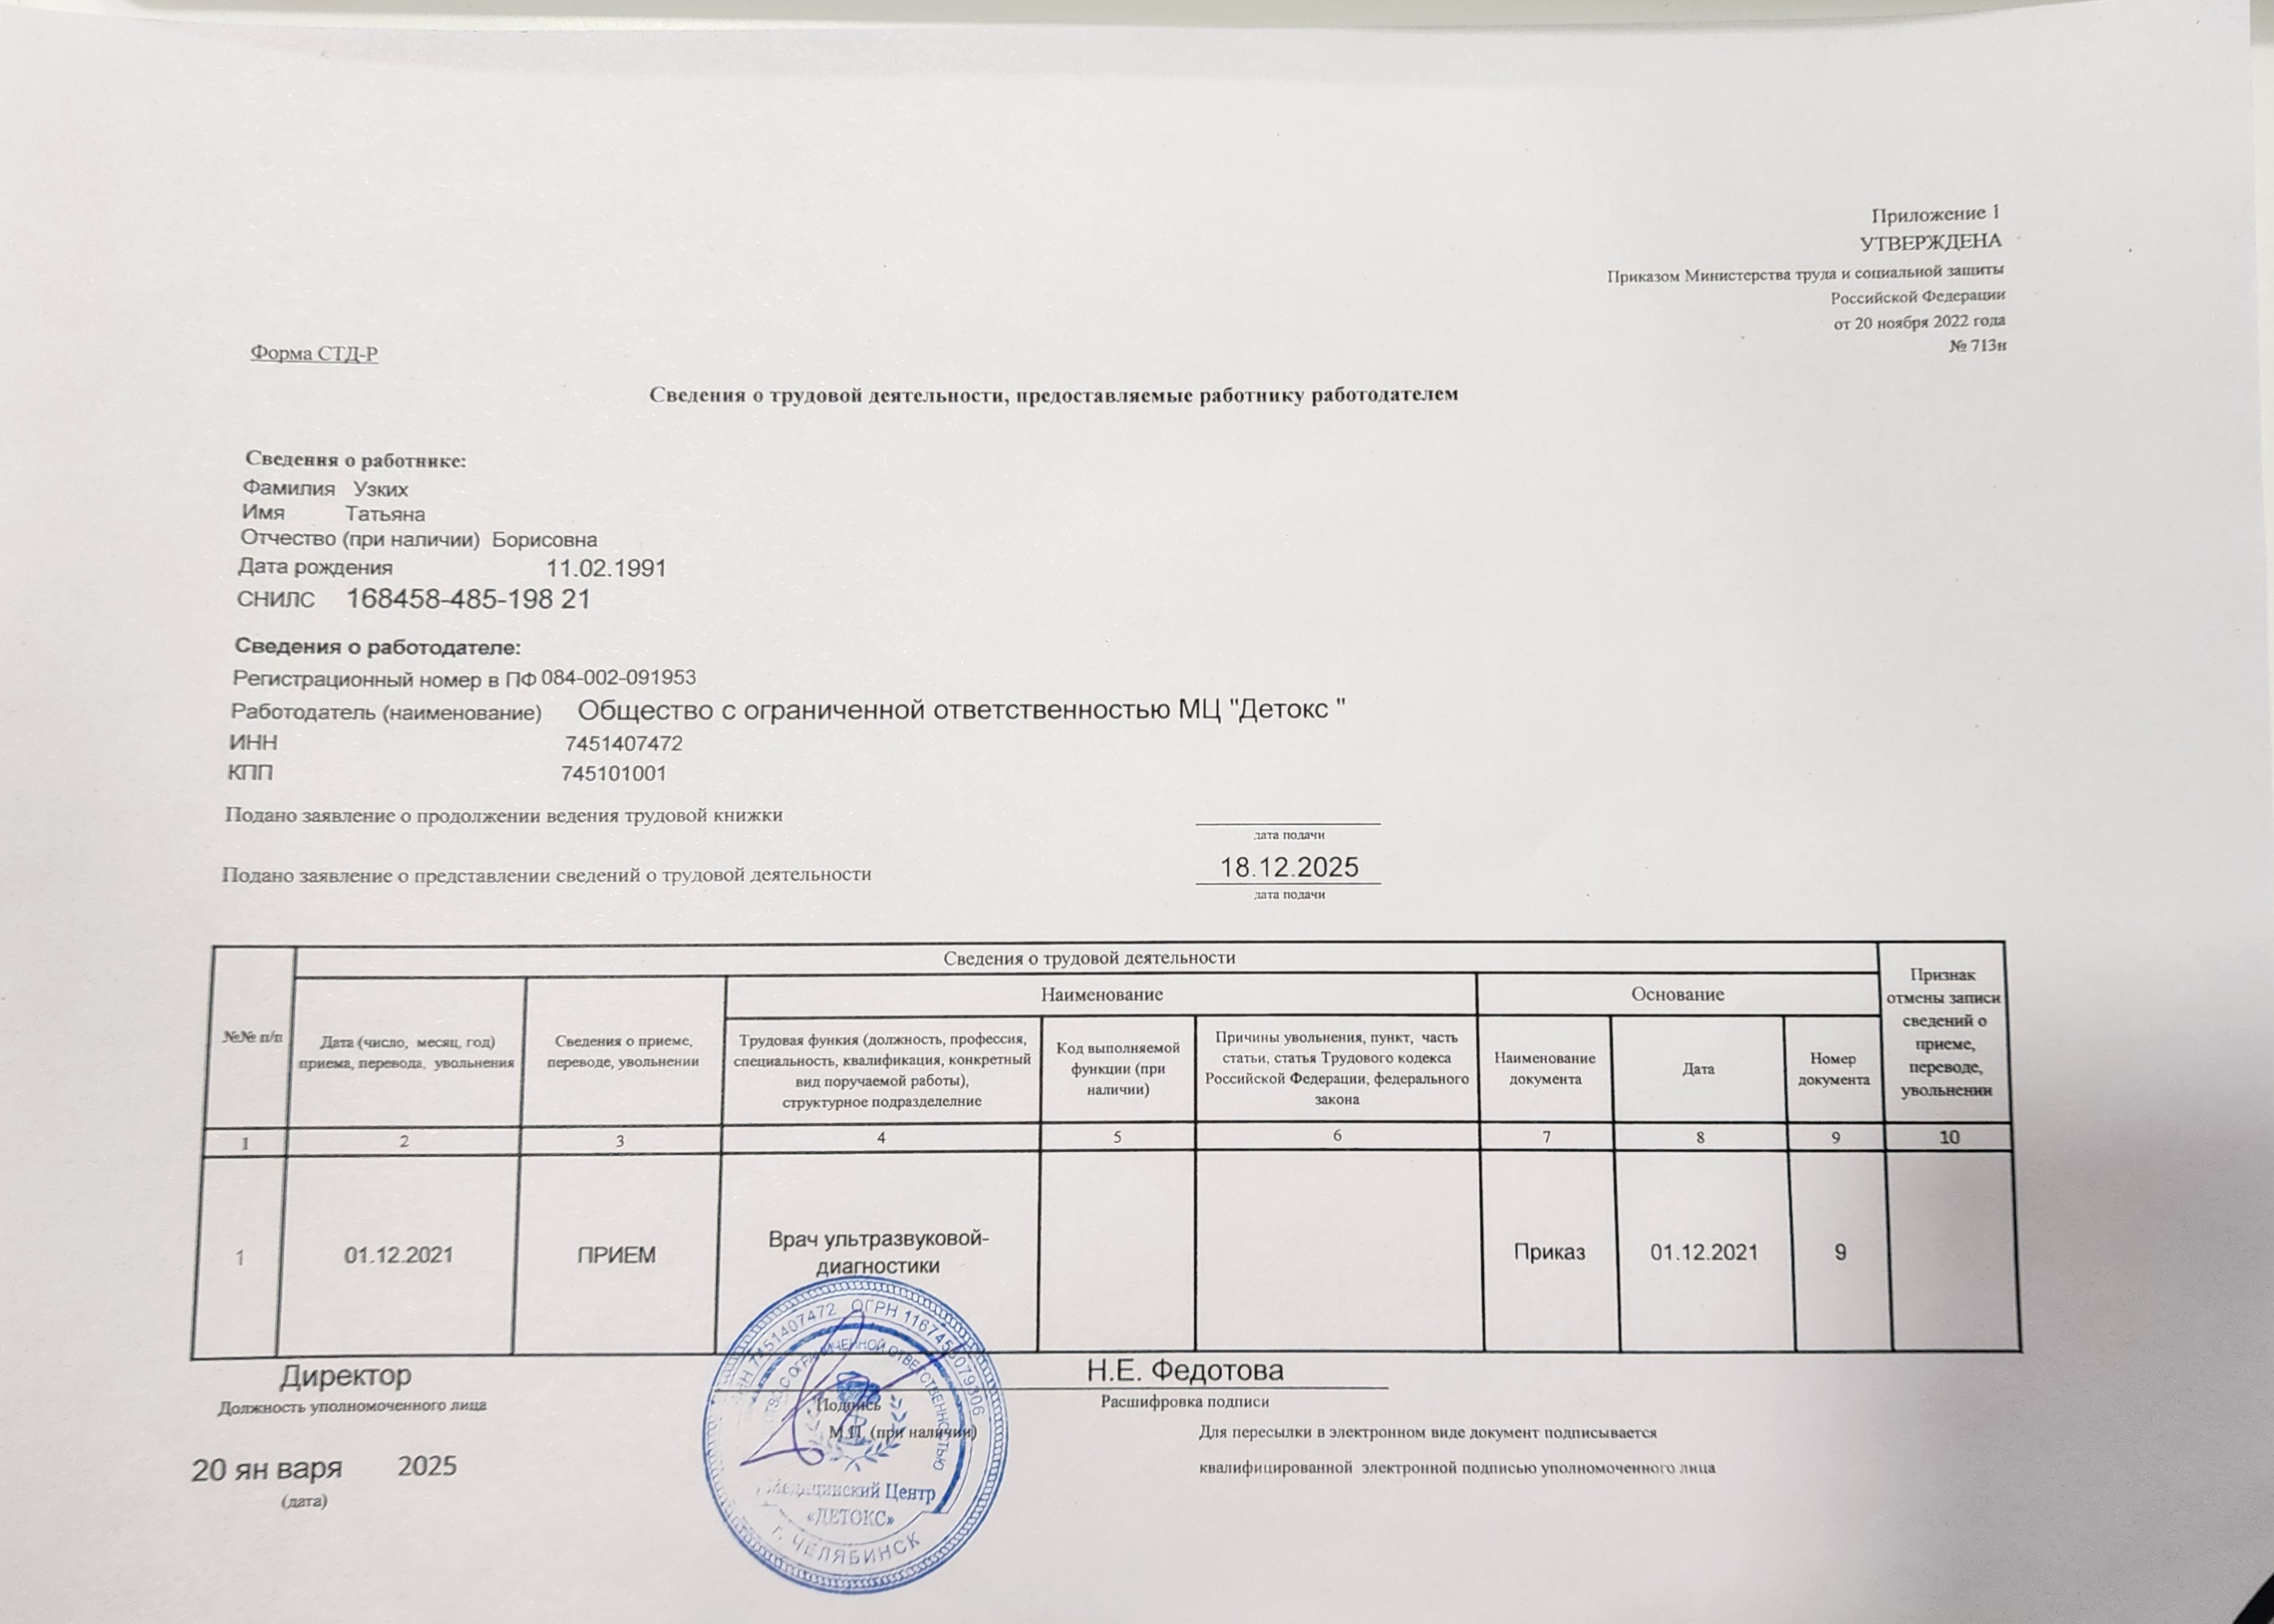 Приложение 1
УТВЕРЖДЕНА
Приказом Министерства труда и социальной защиты
Российской Федерации
от 20 ноября 2022 года
№ 713н
Форма СТД-Р
Сведения о трудовой деятельности, предоставляемые работнику работодателем
Сведения о работнике:
Фамилия Узких
Имя Татьяна
Отчество (при наличии) Борисовна
Дата рождения 11.02.1991
СНИЛС 168458-485-198 21
Сведения о работодателе:
Регистрационный номер в ПФ 084-002-091953
Работодатель (наименование) Общество с ограниченной ответственностью МЦ "Детокс "
ИНН 7451407472
КПП 745101001
Подано заявление о продолжении ведения трудовой книжки
дата подачи
Подано заявление о представлении сведений о трудовой деятельности 18.12.2025
дата подачи
№№ п/п
Сведения о трудовой деятельности
Признак
отмены записи
сведений о
приеме,
переводе,
увольнении
Наименование
Основание
Дата (число, месяц, год)
приема, перевода, увольнения
Сведения о приеме,
переводе, увольнении
Трудовая функия (должность, профессия,
специальность, квалификация, конкретный
вид поручаемой работы),
структурное подразделелние
Код выполняемой
функции (при
наличии)
Причины увольнения, пункт, часть
статьи, статья Трудового кодекса
Российской Федерации, федерального
закона
Наименование
документа
Дата
Номер
документа
1 2 3 4 5 6 7 8 9 10
1 01.12.2021 ПРИЕМ Врач ультразвуковой-
диагностики
Приказ 01.12.2021 9
Директор
Должность уполномоченного лица
Подпись
М.П. (при наличии)
Н.Е. Федотова
Расшифровка подписи
Для пересылки в электронном виде документ подписывается
квалифицированной электронной подписью уполномоченного лица
20 ян варя 2025
(дата)
7451407472 ОГРН 1167456079306
ОГРАНИЧЕННОЙ ОТВЕТСТВЕННОСТЬЮ
Медицинский Центр
«ДЕТОКС»
г. ЧЕЛЯБИНСК